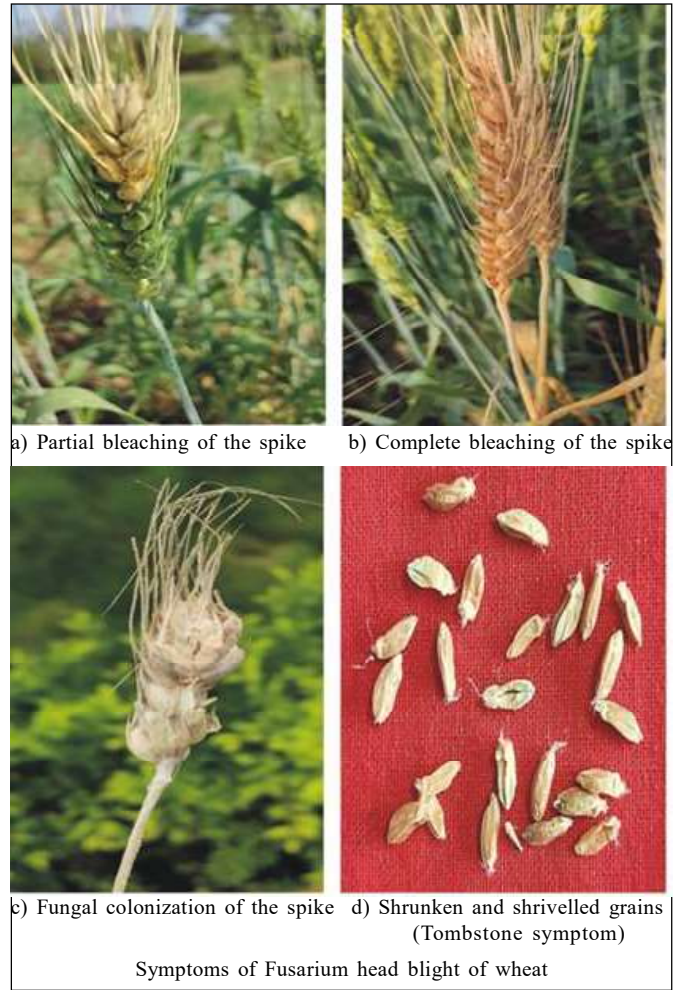 a) Partial bleaching of the spike
b) Complete bleaching of the spike
c) Fungal colonization of the spike
d) Shrunken and shrivelled grains
(Tombstone symptom)
Symptoms of Fusarium head blight of wheat